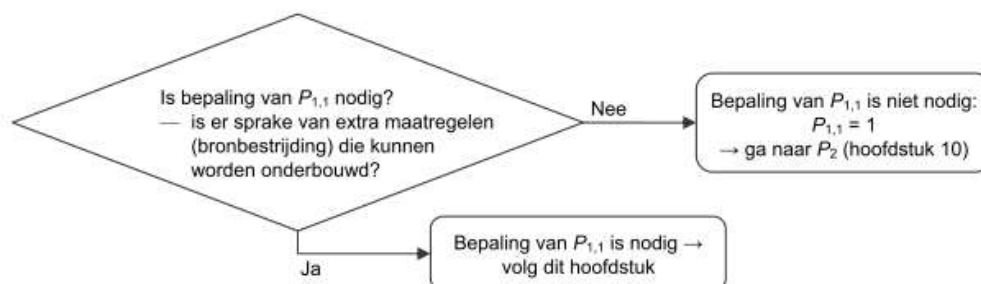 Is bepaling van P1,1 nodig?
— is er sprake van extra maatregelen
(bronbestrijding) die kunnen
worden onderbouwd?
Nee
Bepaling van P1,1 is niet nodig:
P1,1 = 1
→ ga naar P2 (hoofdstuk 10)
Ja
Bepaling van P1,1 is nodig →
volg dit hoofdstuk